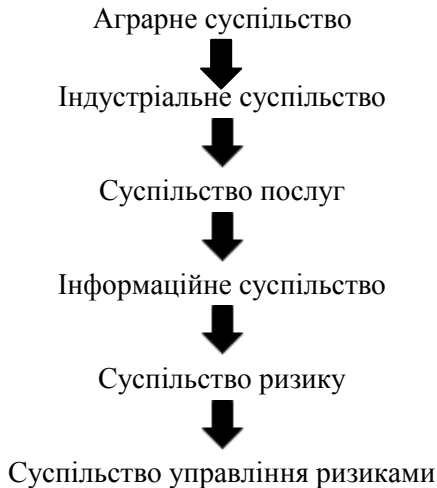 Аграрне суспільство
Індустріальне суспільство
Суспільство послуг
Інформаційне суспільство
Суспільство ризику
Суспільство управління ризиками